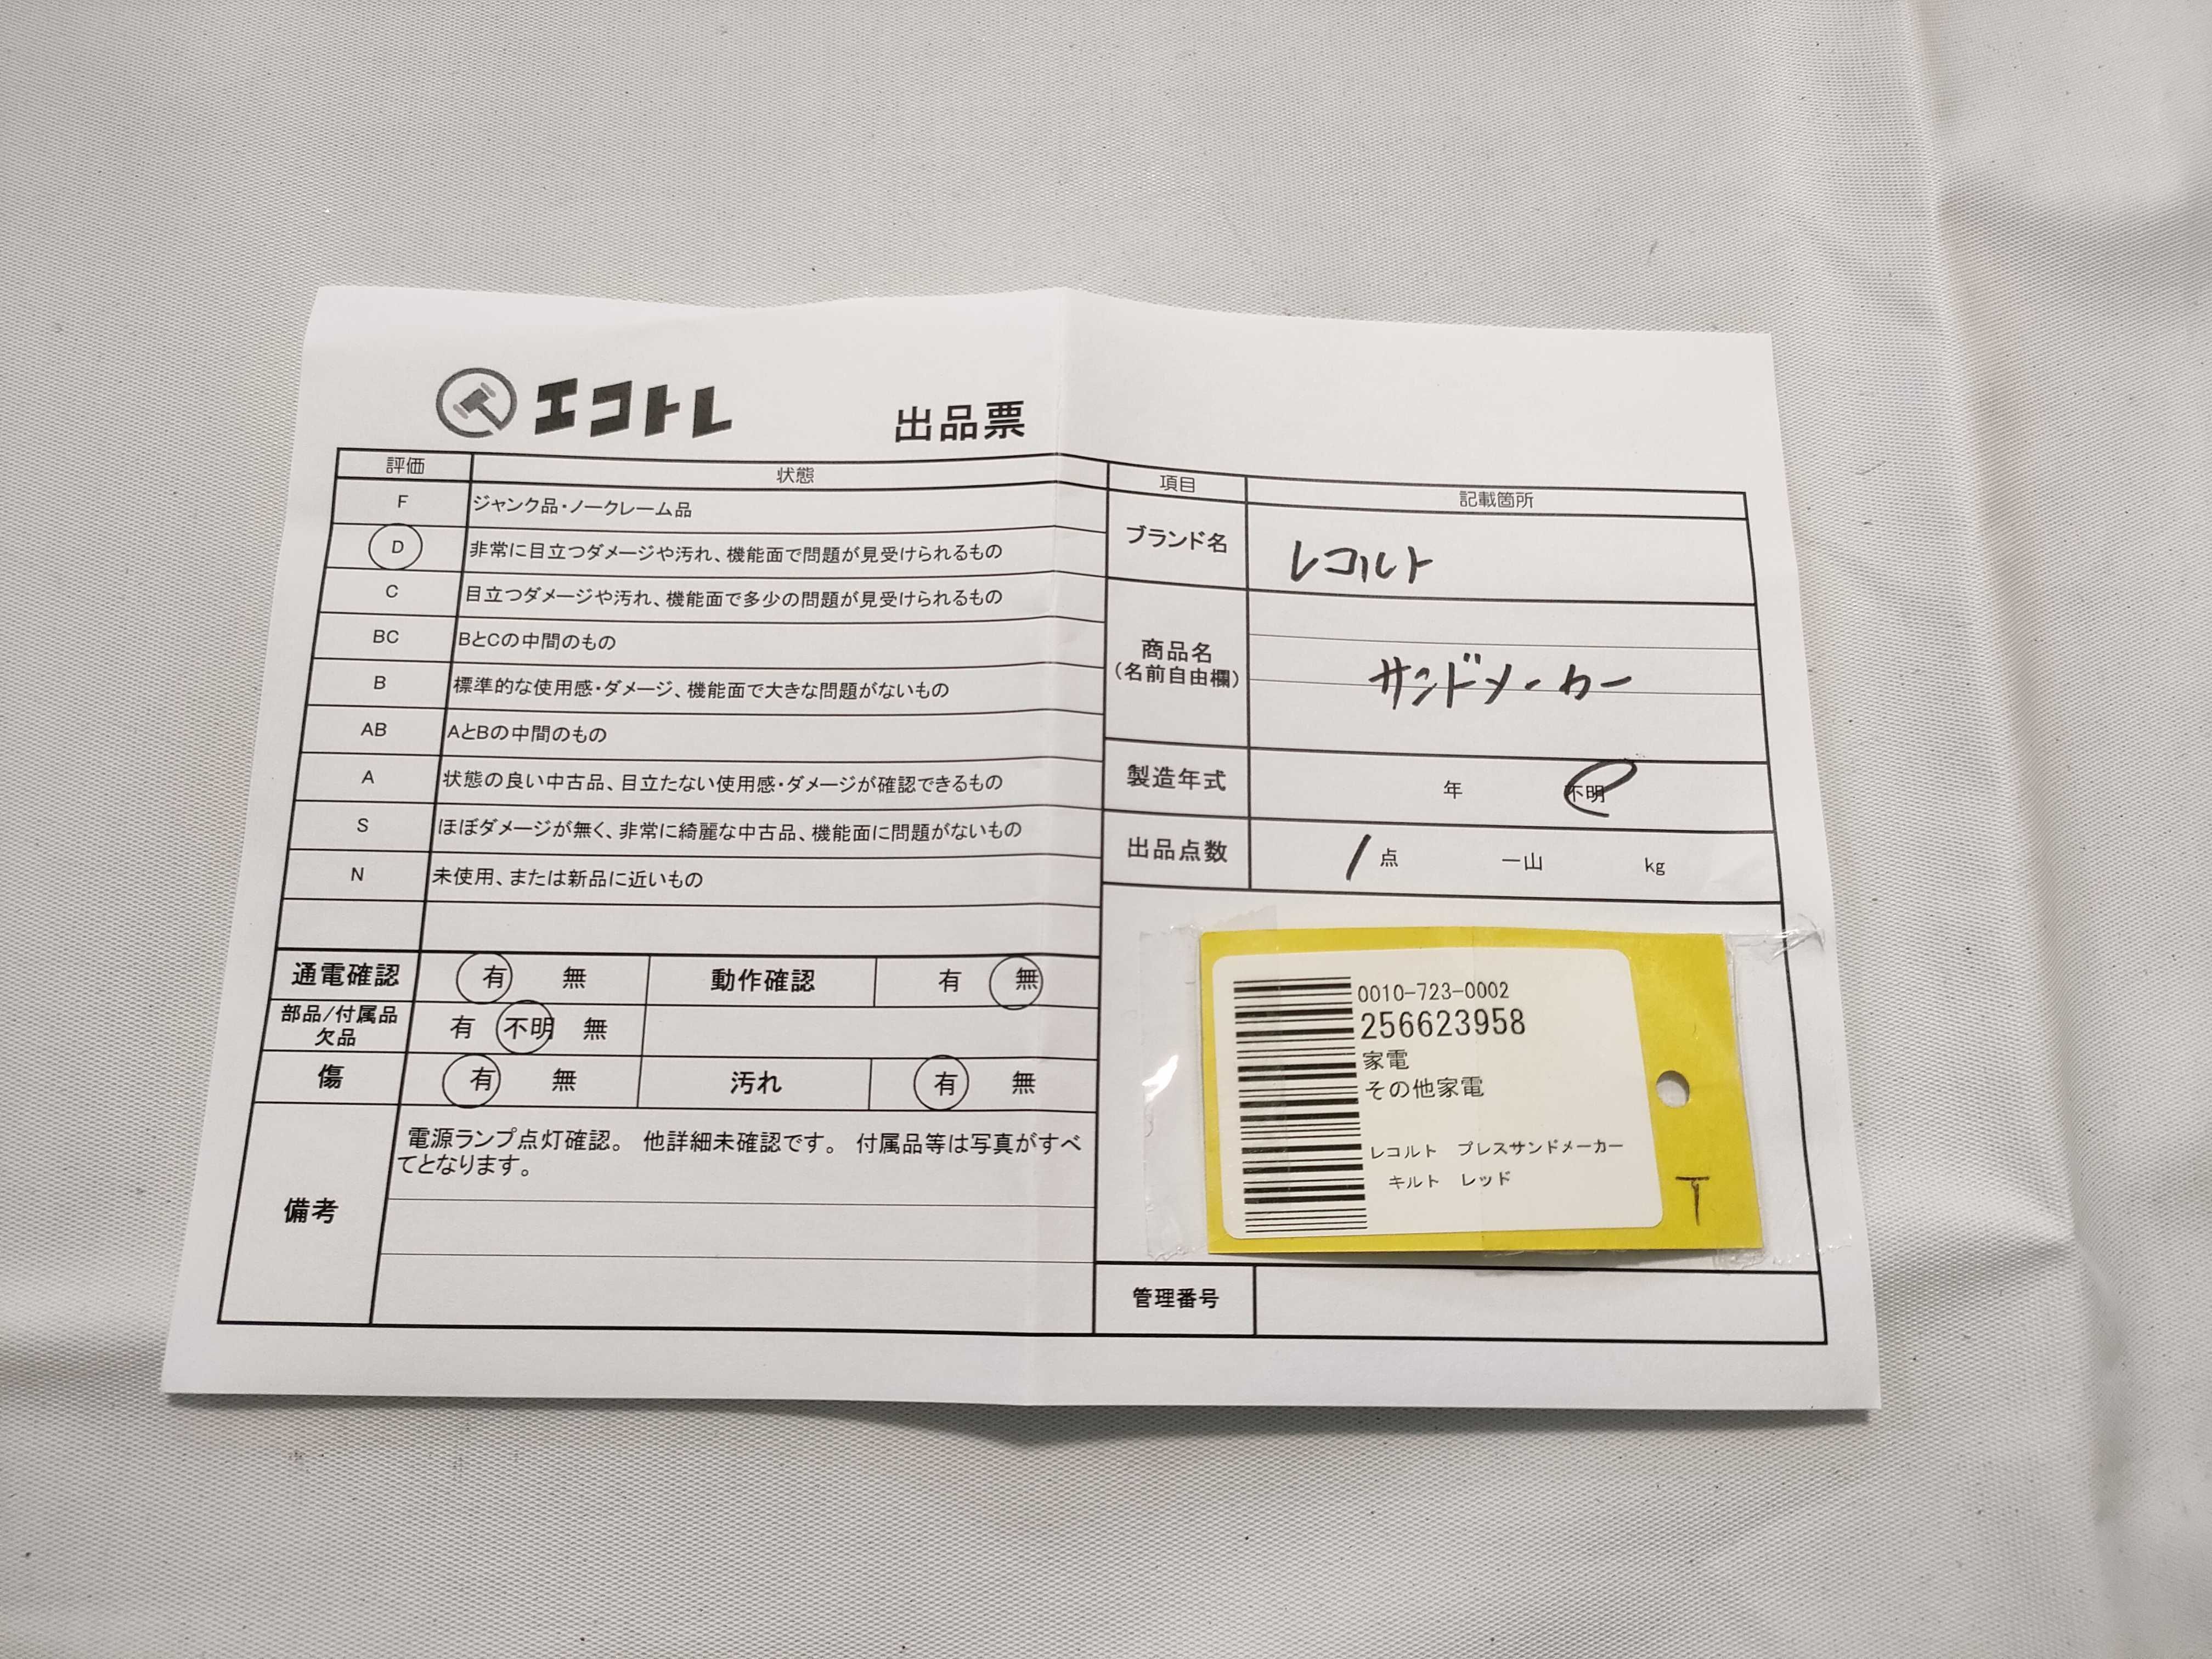 エコトレ 出品票
評価 状態
F ジャンク品・ノークレーム品
D 非常に目立つダメージや汚れ、機能面で問題が見受けられるもの
C 目立つダメージや汚れ、機能面で多少の問題が見受けられるもの
BC BとCの中間のもの
B 標準的な使用感・ダメージ、機能面で大きな問題がないもの
AB AとBの中間のもの
A 状態の良い中古品、目立たない使用感・ダメージが確認できるもの
S ほぼダメージが無く、非常に綺麗な中古品、機能面に問題がないもの
N 未使用、または新品に近いもの
通電確認 有 無 動作確認 有 無
部品/付属品
欠品 有 不明 無
傷 有 無 汚れ 有 無
備考
電源ランプ点灯確認。 他詳細未確認です。 付属品等は写真がすべ
てとなります。
項目 記載箇所
ブランド名 レコルト
商品名
(名前自由欄) サンドメーカー
製造年式 年 不明
出品点数 1 点 一山 kg
0010-723-0002
256623958
家電
その他家電
レコルト プレスサンドメーカー
キルト レッド
T
管理番号